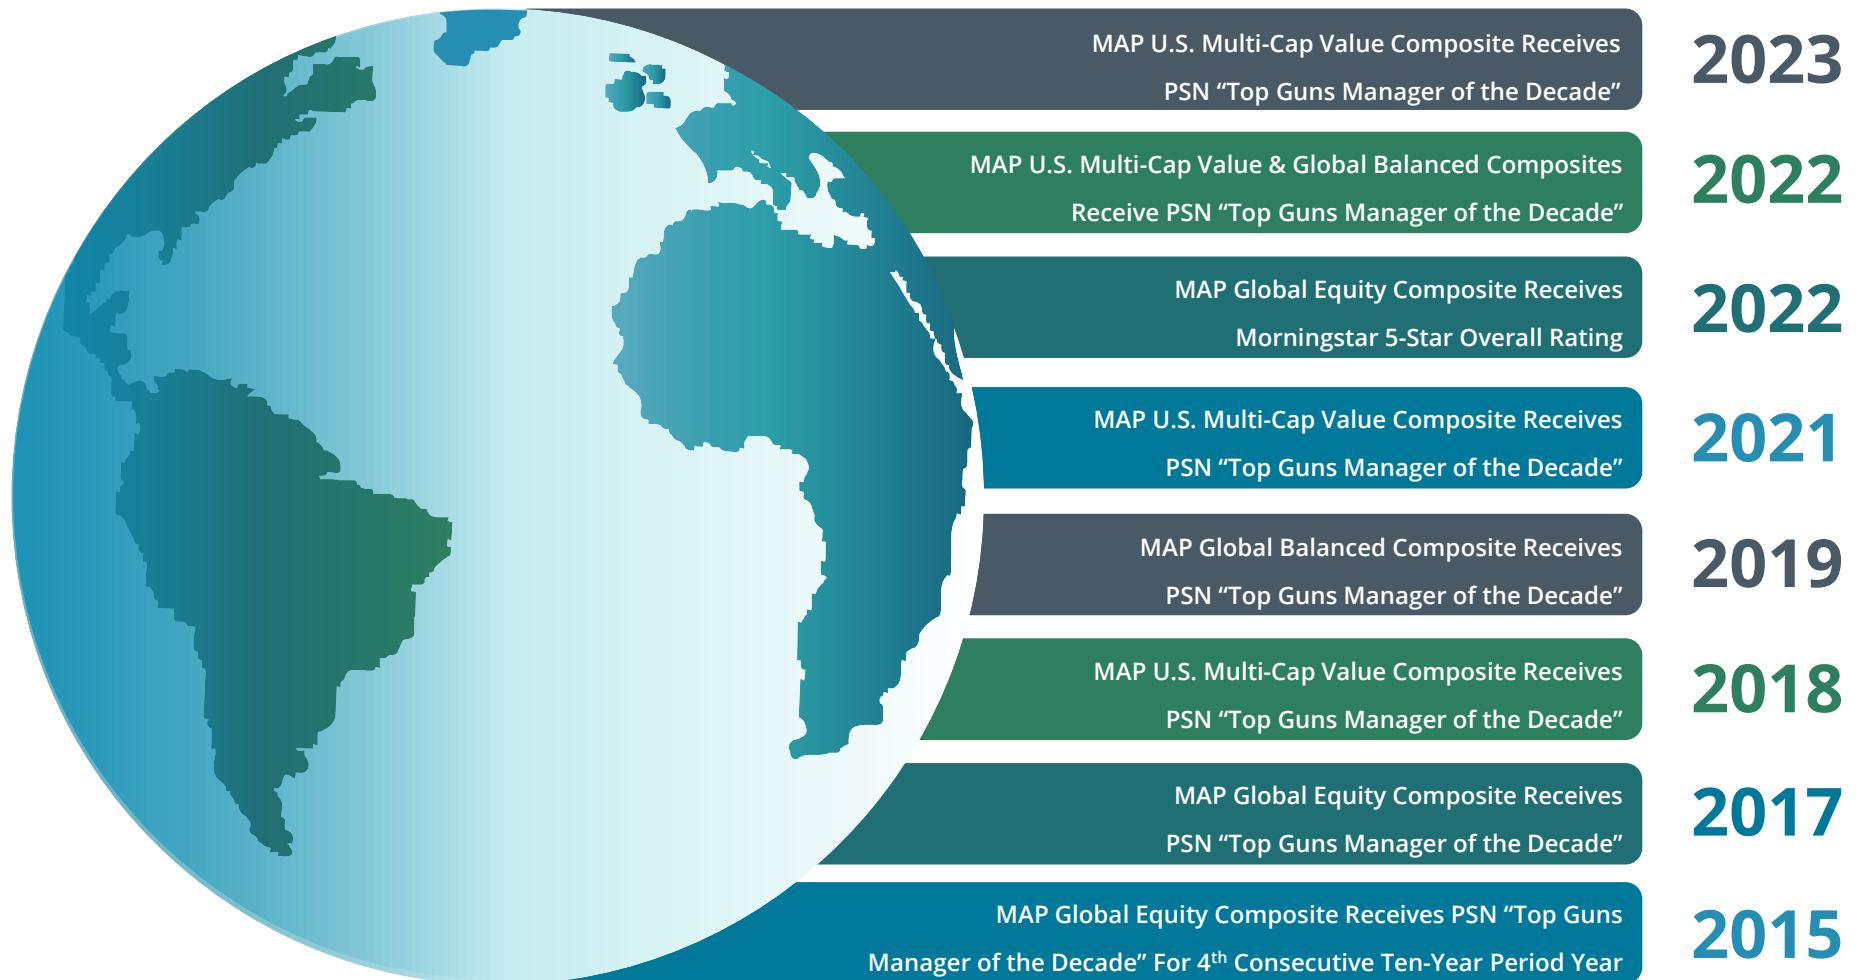 MAP U.S. Multi-Cap Value Composite Receives
PSN “Top Guns Manager of the Decade”
2023
MAP U.S. Multi-Cap Value & Global Balanced Composites
Receive PSN “Top Guns Manager of the Decade”
2022
MAP Global Equity Composite Receives
Morningstar 5-Star Overall Rating
2022
MAP U.S. Multi-Cap Value Composite Receives
PSN “Top Guns Manager of the Decade”
2021
MAP Global Balanced Composite Receives
PSN “Top Guns Manager of the Decade”
2019
MAP U.S. Multi-Cap Value Composite Receives
PSN “Top Guns Manager of the Decade”
2018
MAP Global Equity Composite Receives
PSN “Top Guns Manager of the Decade”
2017
MAP Global Equity Composite Receives PSN “Top Guns
Manager of the Decade” For 4th Consecutive Ten-Year Period Year
2015